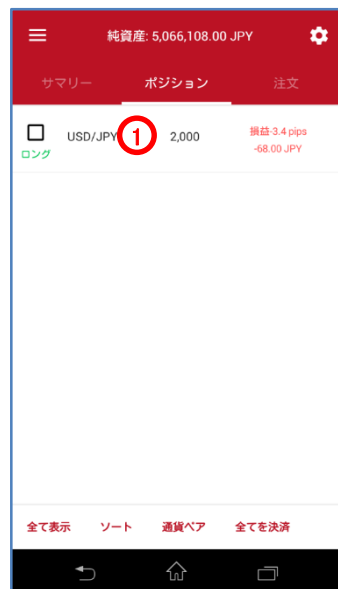 純資産: 5,066,108.00 JPY
サマリー ポジション 注文
USD/JPY 1 2,000 損益-3.4 pips
ロング -68.00 JPY
全て表示 ソート 通貨ペア 全てを決済